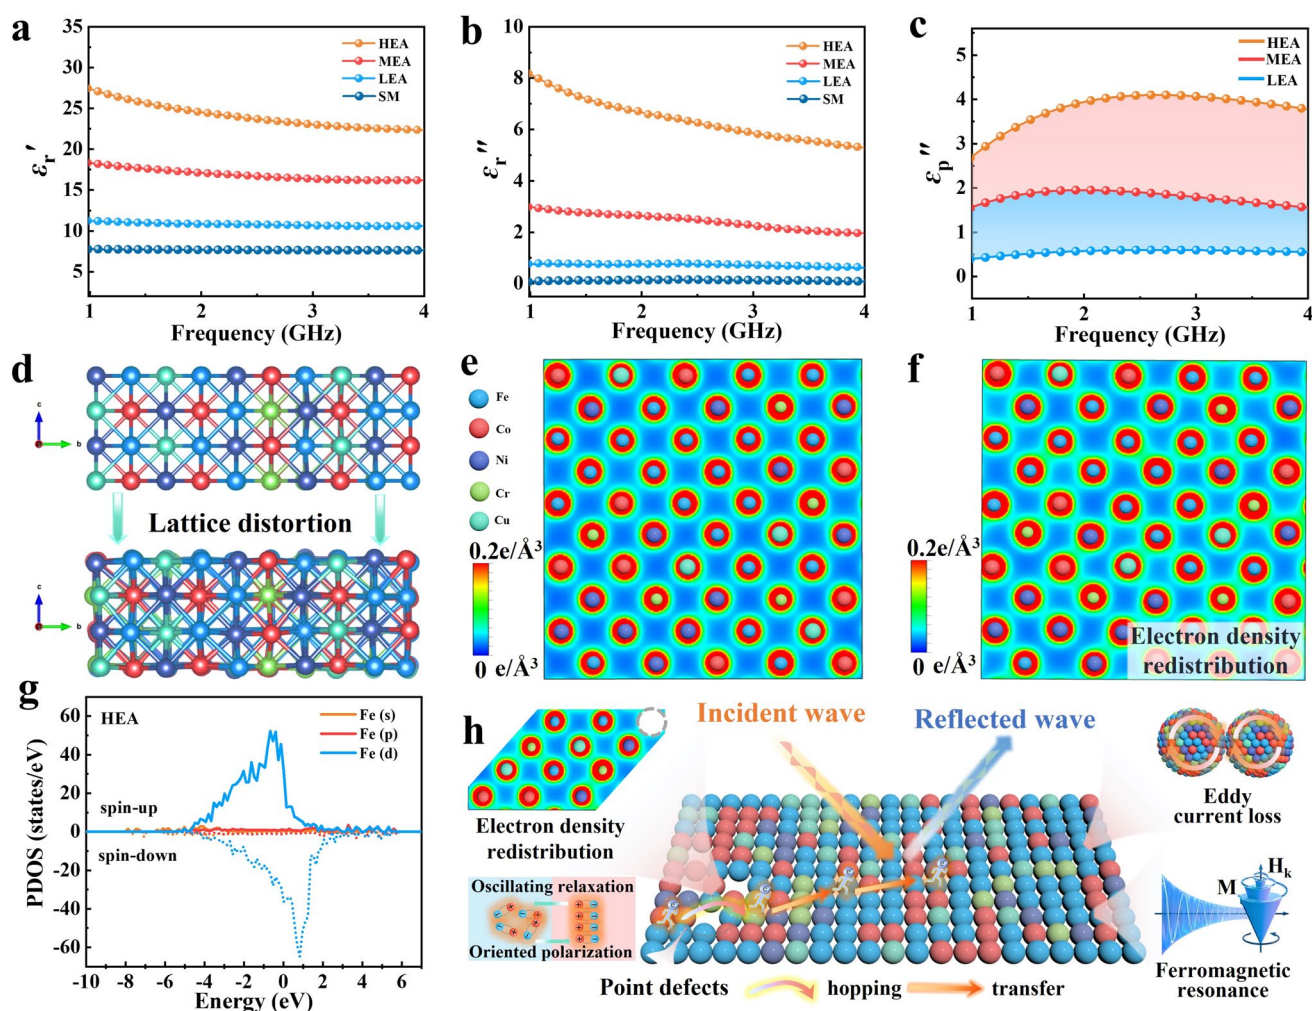 a
35
30
25
20
15
10
5
εr′
HEA
MEA
LEA
SM
1 2 3 4
Frequency (GHz)
b
10
8
6
4
2
0
εr″
HEA
MEA
LEA
SM
1 2 3 4
Frequency (GHz)
c
5
4
3
2
1
0
εp″
HEA
MEA
LEA
1 2 3 4
Frequency (GHz)
d
c
b
Lattice distortion
c
b
e
Fe
Co
Ni
Cr
Cu
0.2e/Å³
0 e/Å³
f
0.2e/Å³
0 e/Å³
Electron density
redistribution
g
60
40
20
0
-20
-40
-60
PDOS (states/eV)
HEA
Fe (s)
Fe (p)
Fe (d)
spin-up
spin-down
-10 -8 -6 -4 -2 0 2 4 6
Energy (eV)
h
Incident wave
Reflected wave
Electron density
redistribution
Oscillating relaxation
Oriented polarization
Eddy
current loss
M
Hk
Ferromagnetic
resonance
Point defects hopping transfer